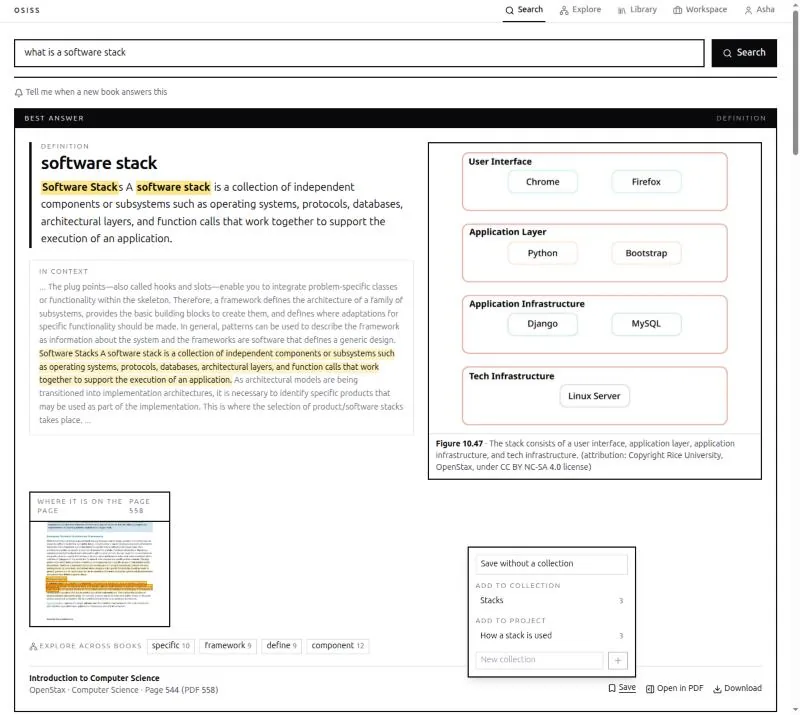 OSISS
Search
Explore
Library
Workspace
Asha
what is a software stack
Search
Tell me when a new book answers this
BEST ANSWER
DEFINITION
DEFINITION
software stack
Software Stacks A software stack is a collection of independent
components or subsystems such as operating systems, protocols, databases,
architectural layers, and function calls that work together to support the
execution of an application.
IN CONTEXT
... The plug points—also called hooks and slots—enable you to integrate problem-specific classes
or functionality within the skeleton. Therefore, a framework defines the architecture of a family of
subsystems, provides the basic building blocks to create them, and defines where adaptations for
specific functionality should be made. In general, patterns can be used to describe the framework
as information about the system and the frameworks are software that defines a generic design.
Software Stacks A software stack is a collection of independent components or subsystems such
as operating systems, protocols, databases, architectural layers, and function calls that work
together to support the execution of an application. As architectural models are being
transitioned into implementation architectures, it is necessary to identify specific products that
may be used as part of the implementation. This is where the selection of product/software stacks
takes place. ...
User Interface
Chrome
Firefox
Application Layer
Python
Bootstrap
Application Infrastructure
Django
MySQL
Tech Infrastructure
Linux Server
Figure 10.47 · The stack consists of a user interface, application layer, application
infrastructure, and tech infrastructure. (attribution: Copyright Rice University,
OpenStax, under CC BY NC-SA 4.0 license)
WHERE IT IS ON THE PAGE
PAGE 558
Save without a collection
ADD TO COLLECTION
Stacks 3
ADD TO PROJECT
How a stack is used 3
New collection +
EXPLORE ACROSS BOOKS specific 10 framework 9 define 9 component 12
Introduction to Computer Science
OpenStax · Computer Science · Page 544 (PDF 558)
Save
Open in PDF
Download